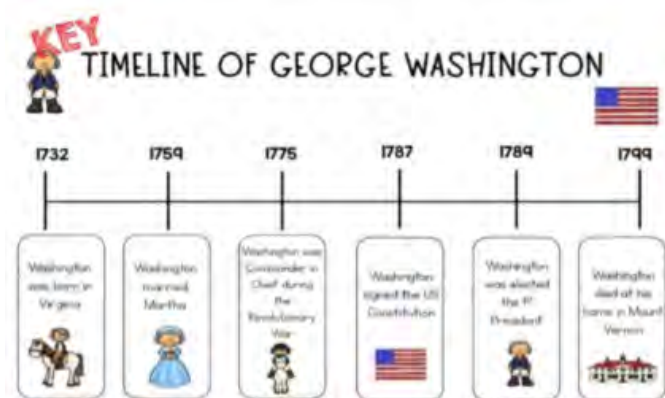 KEY
TIMELINE OF GEORGE WASHINGTON
1732
1759
1775
1787
1789
1799
Washington
was born in
Virginia
Washington
married
Martha
Washington was
Commander in
Chief during
the
Revolutionary
War
Washington
signed the US
Constitution
Washington
was elected
the 1st
President
Washington
died at his
home in Mount
Vernon